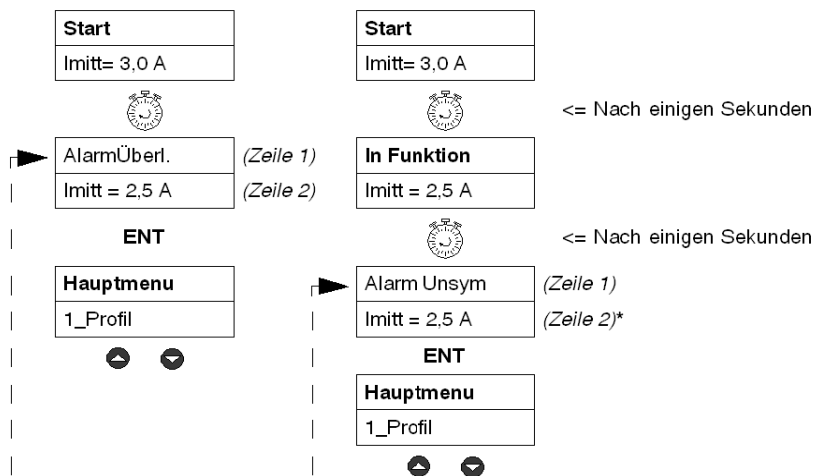 Start
Imitt= 3,0 A
AlarmÜberl. (Zeile 1)
Imitt = 2,5 A (Zeile 2)
ENT
Hauptmenu
1_Profil
Start
Imitt= 3,0 A
<= Nach einigen Sekunden
In Funktion
Imitt = 2,5 A
<= Nach einigen Sekunden
Alarm Unsym (Zeile 1)
Imitt = 2,5 A (Zeile 2)*
ENT
Hauptmenu
1_Profil